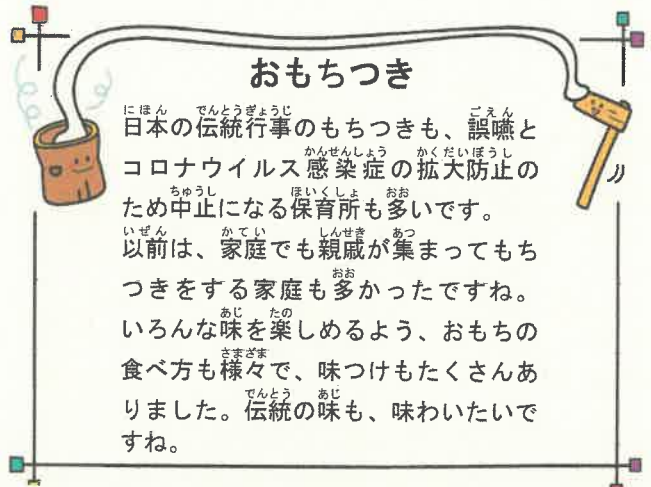 おもちつき
日本の伝統行事のもちつきも、誤嚥と
コロナウイルス感染症の拡大防止の
ため中止になる保育所も多いです。
以前は、家庭でも親戚が集まってもち
つきをする家庭も多かったですね。
いろんな味を楽しめるよう、おもちの
食べ方も様々で、味つけもたくさんあ
りました。伝統の味も、味わいたいで
すね。